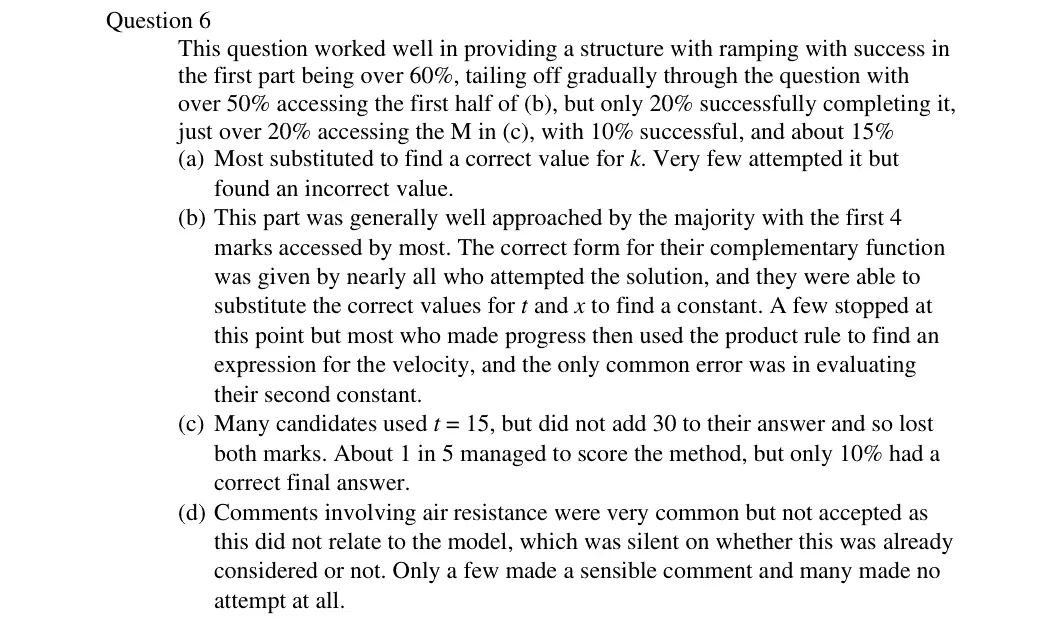 Question 6
This question worked well in providing a structure with ramping with success in
the first part being over 60%, tailing off gradually through the question with
over 50% accessing the first half of (b), but only 20% successfully completing it,
just over 20% accessing the M in (c), with 10% successful, and about 15%
(a) Most substituted to find a correct value for k. Very few attempted it but
found an incorrect value.
(b) This part was generally well approached by the majority with the first 4
marks accessed by most. The correct form for their complementary function
was given by nearly all who attempted the solution, and they were able to
substitute the correct values for t and x to find a constant. A few stopped at
this point but most who made progress then used the product rule to find an
expression for the velocity, and the only common error was in evaluating
their second constant.
(c) Many candidates used t = 15, but did not add 30 to their answer and so lost
both marks. About 1 in 5 managed to score the method, but only 10% had a
correct final answer.
(d) Comments involving air resistance were very common but not accepted as
this did not relate to the model, which was silent on whether this was already
considered or not. Only a few made a sensible comment and many made no
attempt at all.